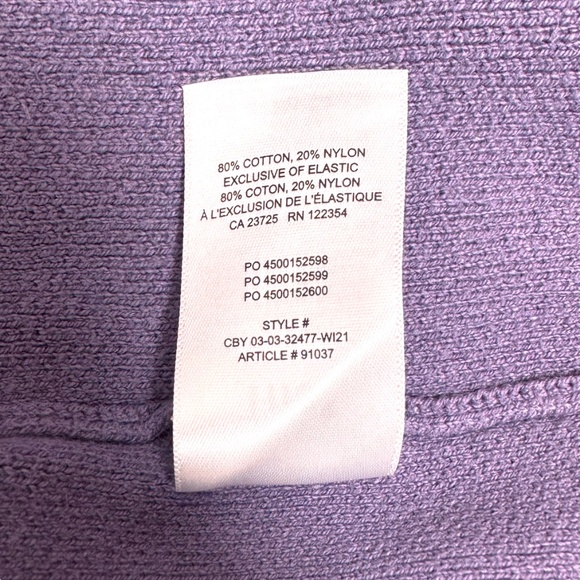 80% COTTON, 20% NYLON
EXCLUSIVE OF ELASTIC
80% COTON, 20% NYLON
À L'EXCLUSION DE L'ÉLASTIQUE
CA 23725 RN 122354
PO 4500152598
PO 4500152599
PO 4500152600
STYLE #
CBY 03-03-32477-WI21
ARTICLE # 91037